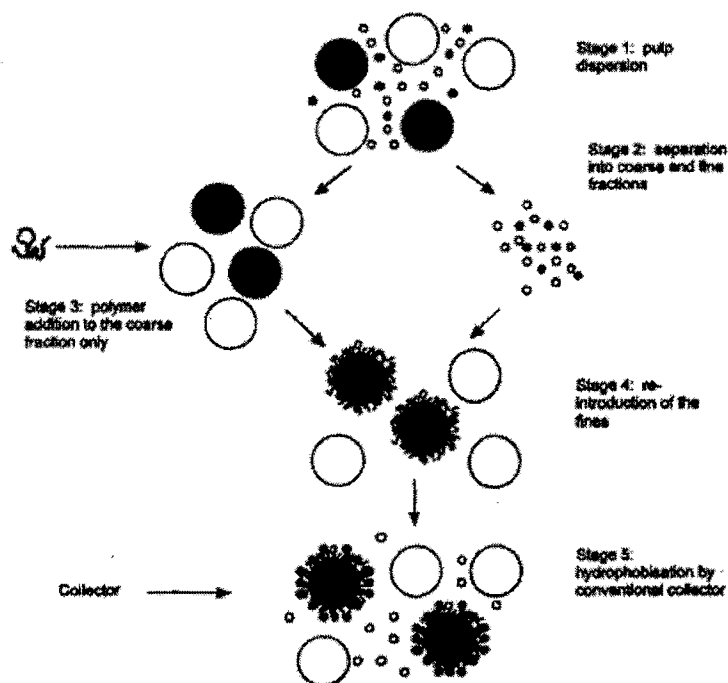 Stage 1: pulp
dispersion
Stage 2: separation
into coarse and fine
fractions
Stage 3: polymer
addition to the coarse
fraction only
Stage 4: re-
introduction of the
fines
Stage 5:
hydrophobisation by
conventional collector
Collector